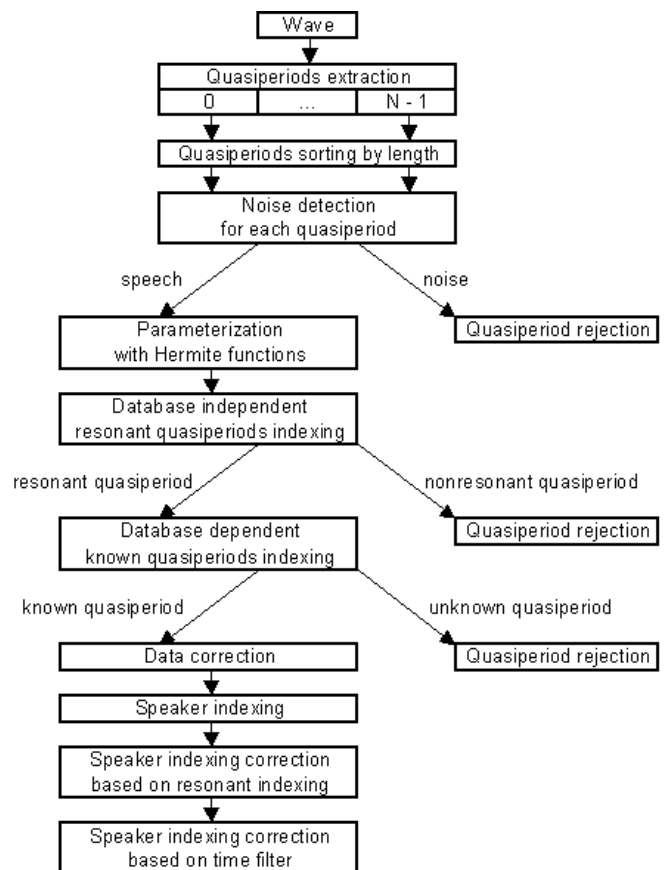 Wave
Quasiperiods extraction
0 ... N - 1
Quasiperiods sorting by length
Noise detection
for each quasiperiod
speech noise
Parameterization
with Hermite functions
Quasiperiod rejection
Database independent
resonant quasiperiods indexing
resonant quasiperiod nonresonant quasiperiod
Database dependent
known quasiperiods indexing
Quasiperiod rejection
known quasiperiod unknown quasiperiod
Data correction Quasiperiod rejection
Speaker indexing
Speaker indexing correction
based on resonant indexing
Speaker indexing correction
based on time filter